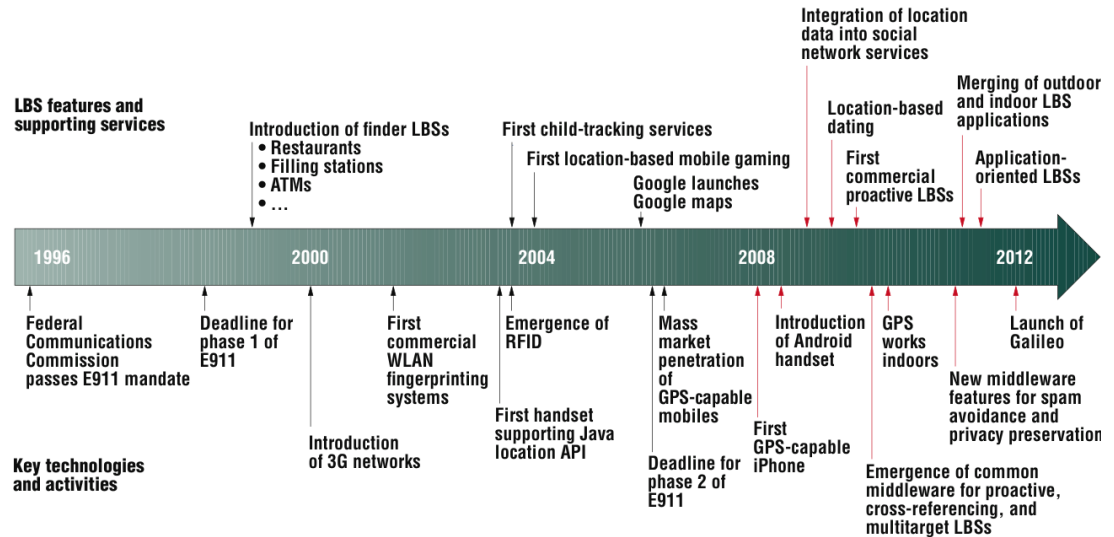 LBS features and
supporting services
Introduction of finder LBSs
• Restaurants
• Filling stations
• ATMs
• ...
First child-tracking services
First location-based mobile gaming
Google launches
Google maps
Integration of location
data into social
network services
Location-based
dating
First
commercial
proactive LBSs
Merging of outdoor
and indoor LBS
applications
Application-
oriented LBSs
1996
2000
2004
2008
2012
Federal
Communications
Commission
passes E911 mandate
Deadline for
phase 1 of
E911
Introduction
of 3G networks
First
commercial
WLAN
fingerprinting
systems
First handset
supporting Java
location API
Emergence of
RFID
Deadline for
phase 2 of
E911
Mass
market
penetration
of
GPS-capable
mobiles
First
GPS-capable
iPhone
Introduction
of Android
handset
Emergence of common
middleware for proactive,
cross-referencing, and
multitarget LBSs
GPS
works
indoors
New middleware
features for spam
avoidance and
privacy preservation
Launch of
Galileo
Key technologies
and activities